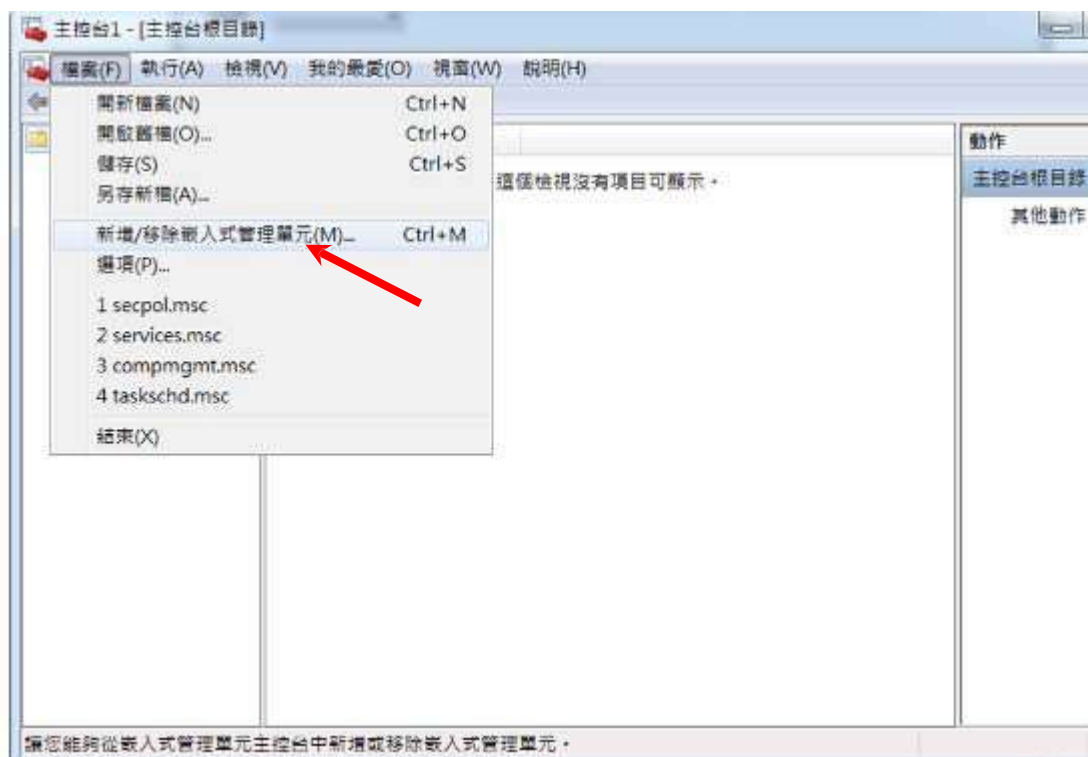 主控台1 - [主控台根目錄]
檔案(F) 執行(A) 檢視(V) 我的最愛(O) 視窗(W) 說明(H)
開新檔案(N) Ctrl+N
開啟舊檔(O)... Ctrl+O
儲存(S) Ctrl+S
另存新檔(A)...
新增/移除嵌入式管理單元(M)... Ctrl+M
選項(P)...
1 secpol.msc
2 services.msc
3 compmgmt.msc
4 taskschd.msc
結束(X)
這個檢視沒有項目可顯示。
動作
主控台根目錄
其他動作
讓您能夠從嵌入式管理單元主控台中新增或移除嵌入式管理單元。